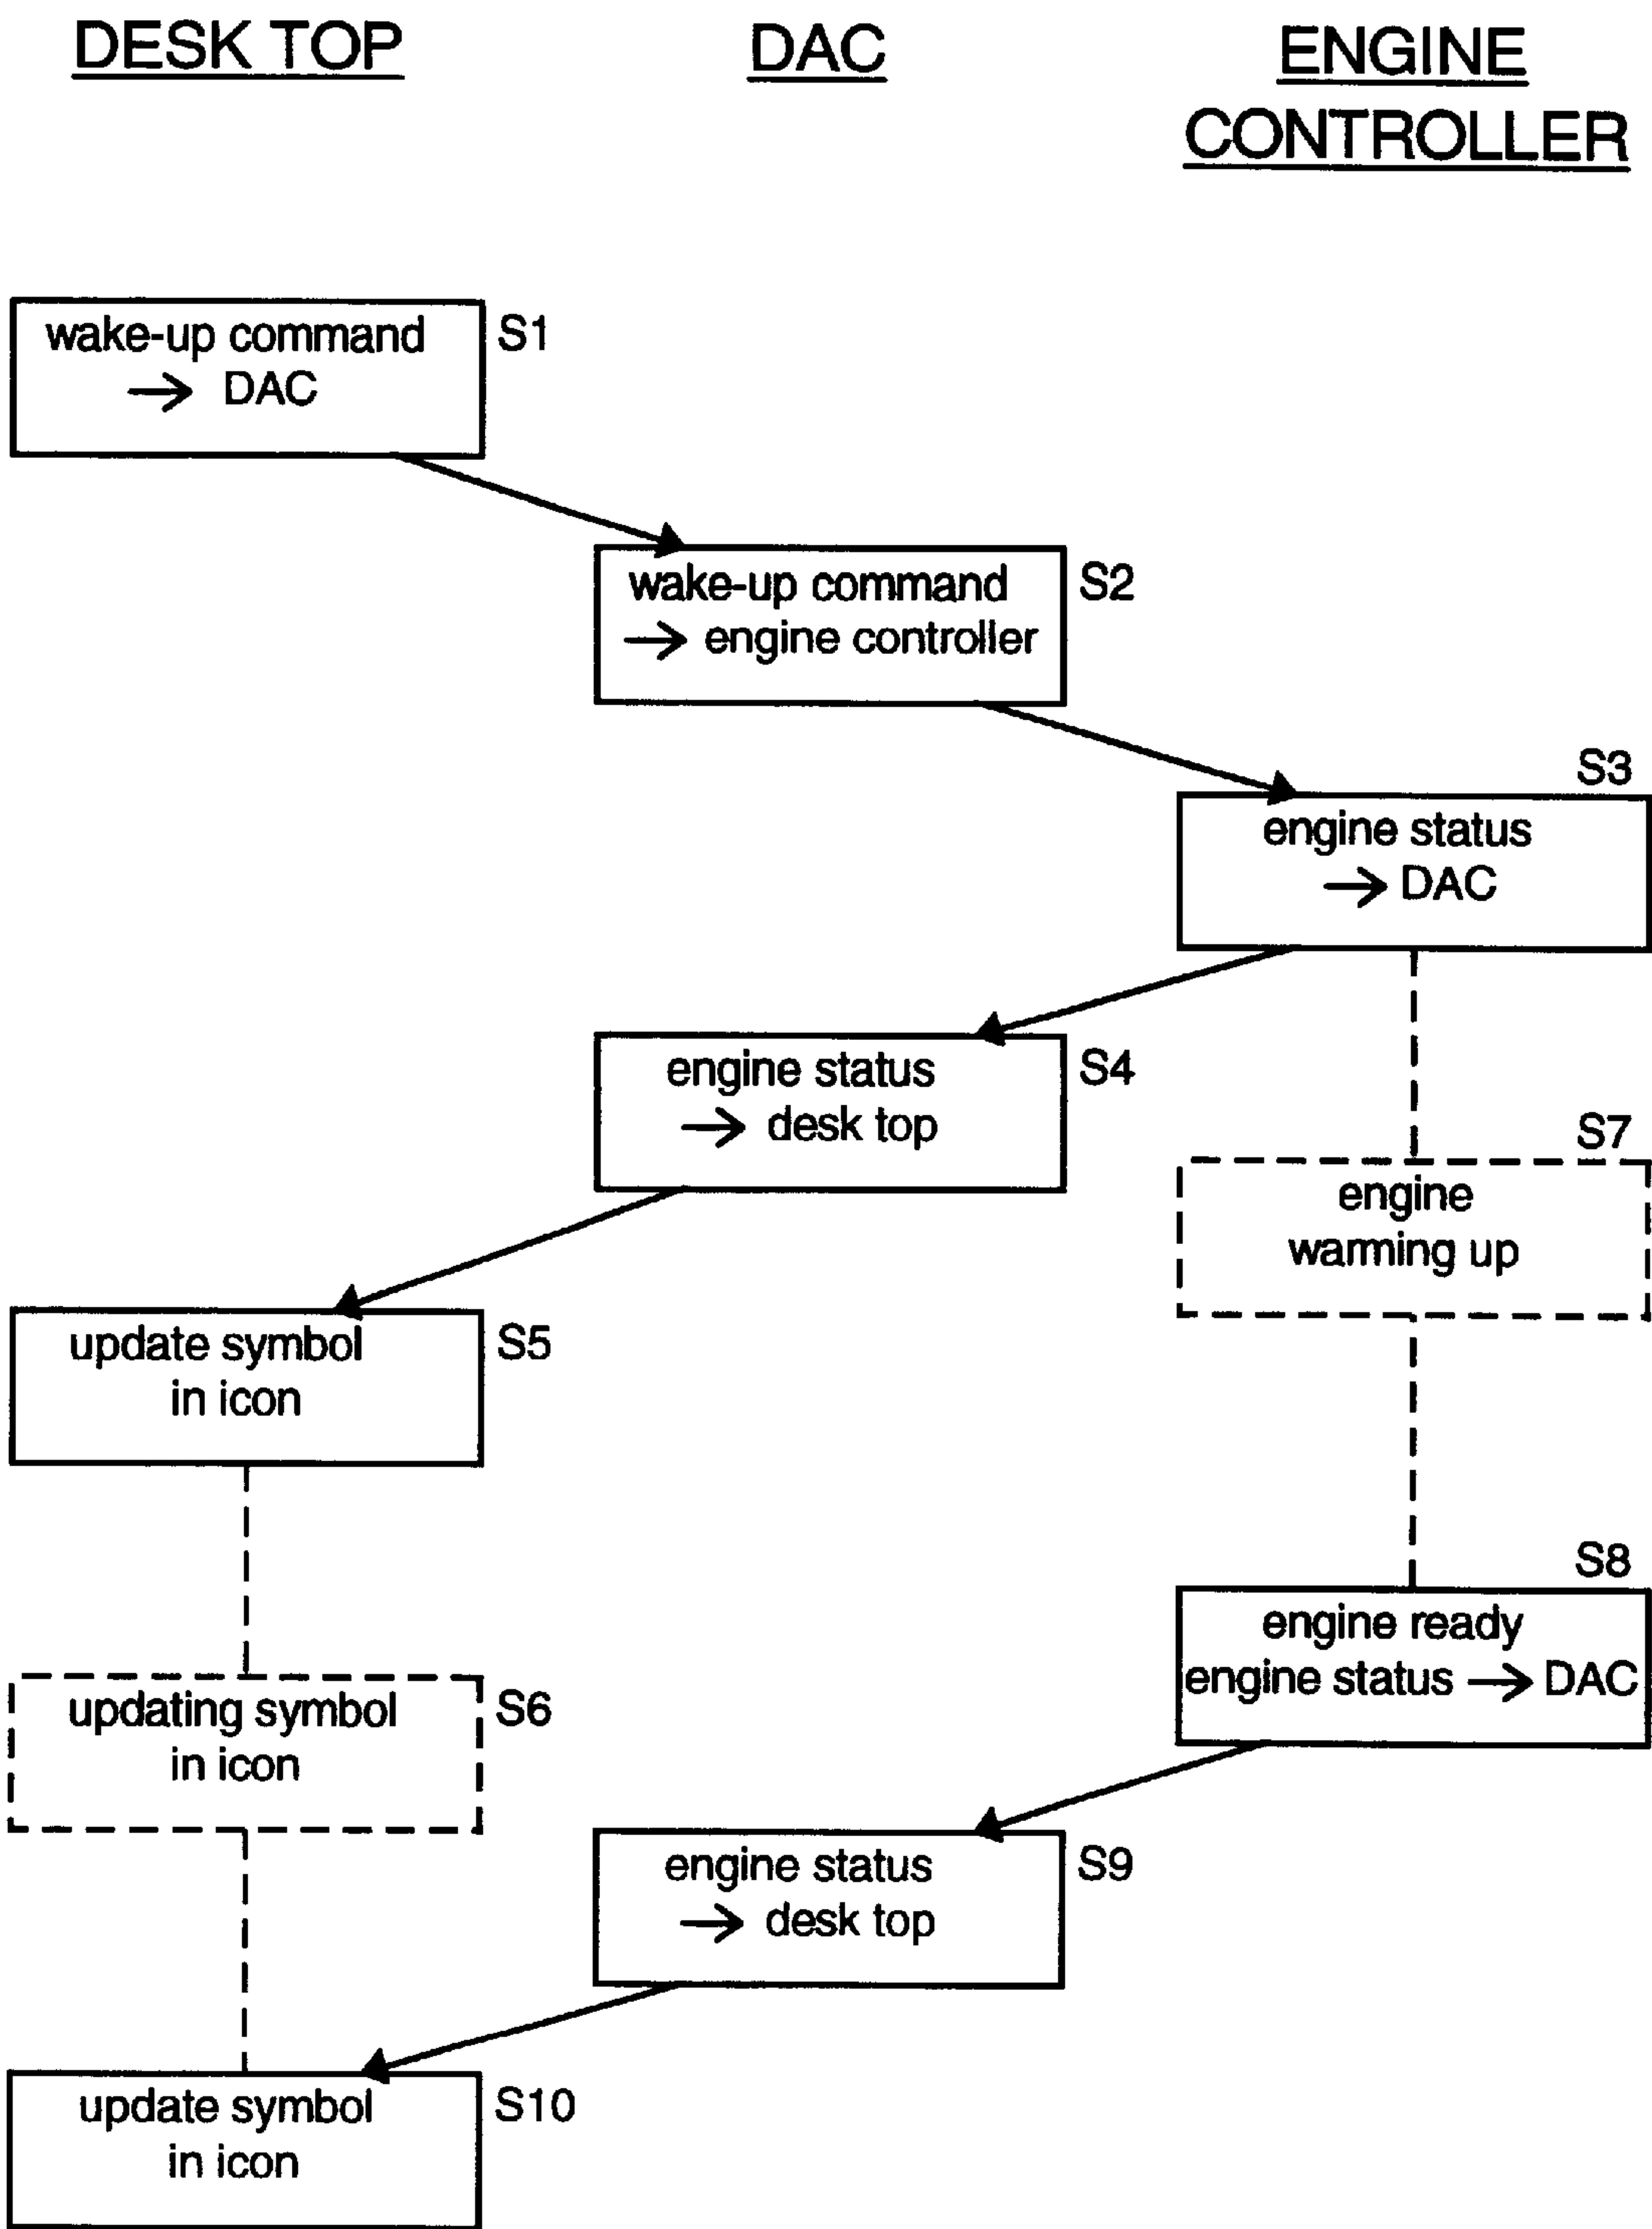 DESK TOP
DAC
ENGINE
CONTROLLER
wake-up command
→ DAC
S1
wake-up command
→ engine controller
S2
S3
engine status
→ DAC
engine status
→ desk top
S4
S7
engine
warming up
update symbol
in icon
S5
S8
engine ready
engine status → DAC
updating symbol
in icon
S6
engine status
→ desk top
S9
update symbol
in icon
S10